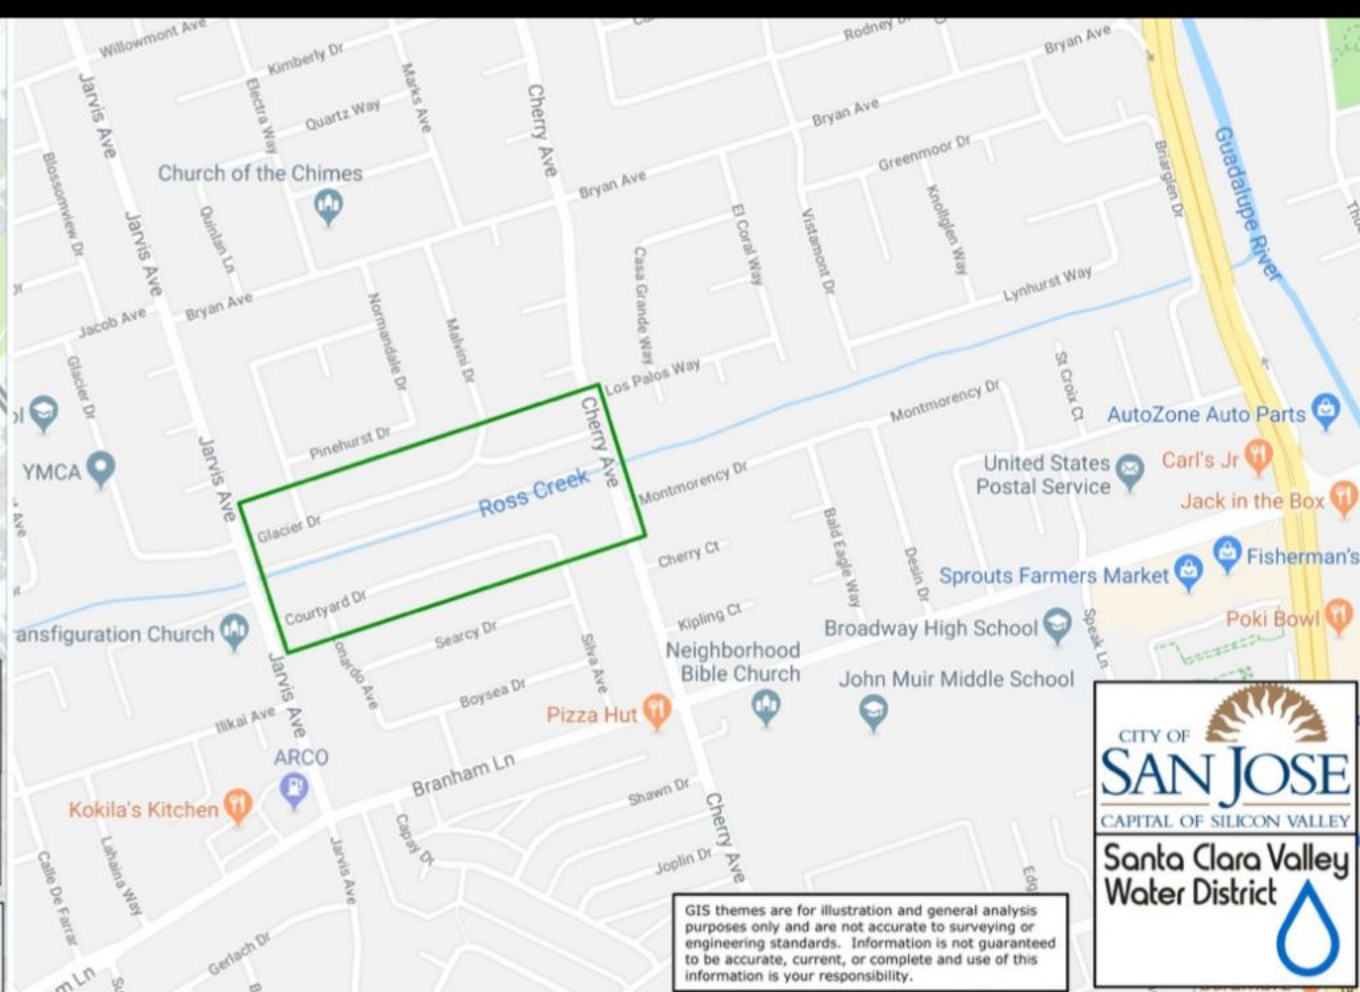 Willowmont Ave
Kimberly Dr
Rodney Dr
Bryan Ave
Jarvis Ave
Electra Way
Marks Ave
Cherry Ave
Quartz Way
Bryan Ave
Greenmoor Dr
Briarglen Dr
Guadalupe River
Blossomview Dr
Church of the Chimes
Bryan Ave
Knollglen Way
Jarvis Ave
Quinlan Ln
El Coral Way
Vistamont Dr
Casa Grande Way
Lynhurst Way
Jacob Ave
Bryan Ave
Normandale Dr
Malvini Dr
Glacier Dr
Los Palos Way
St Croix Ct
Montmorency Dr
AutoZone Auto Parts
Pinehurst Dr
Cherry Ave
YMCA
Jarvis Ave
United States
Postal Service
Carl's Jr
Montmorency Dr
Ross Creek
Jack in the Box
Ave
Glacier Dr
Bald Eagle Way
Desin Dr
Cherry Ct
Fisherman's
Sprouts Farmers Market
Courtyard Dr
Kipling Ct
Poki Bowl
ansfiguration Church
Searcy Dr
Broadway High School
Speak Ln
onardo Ave
Silva Ave
Neighborhood
Bible Church
John Muir Middle School
Jarvis Ave
Boysea Dr
Ilikai Ave
Pizza Hut
ARCO
Branham Ln
Kokila's Kitchen
Shawn Dr
Cherry Ave
Capay Dr
Jarvis Ave
Lahaina Way
Calle De Farrar
Joplin Dr
Edg
Gerlach Dr
m Ln
CITY OF
SAN JOSE
CAPITAL OF SILICON VALLEY
Santa Clara Valley
Water District
GIS themes are for illustration and general analysis
purposes only and are not accurate to surveying or
engineering standards. Information is not guaranteed
to be accurate, current, or complete and use of this
information is your responsibility.